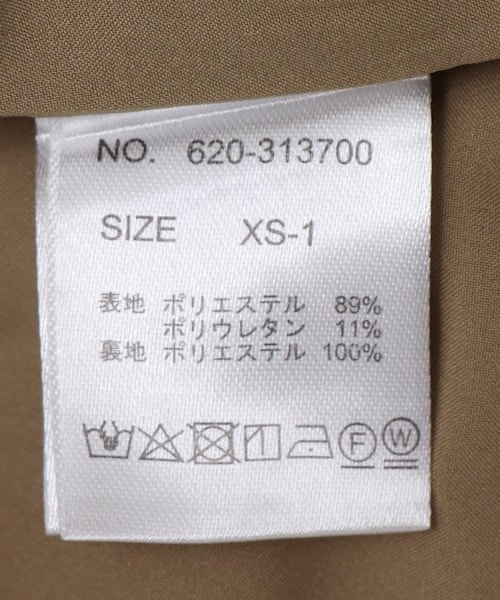 NO. 620-313700
SIZE XS-1
表地 ポリエステル 89%
ポリウレタン 11%
裏地 ポリエステル 100%
F W